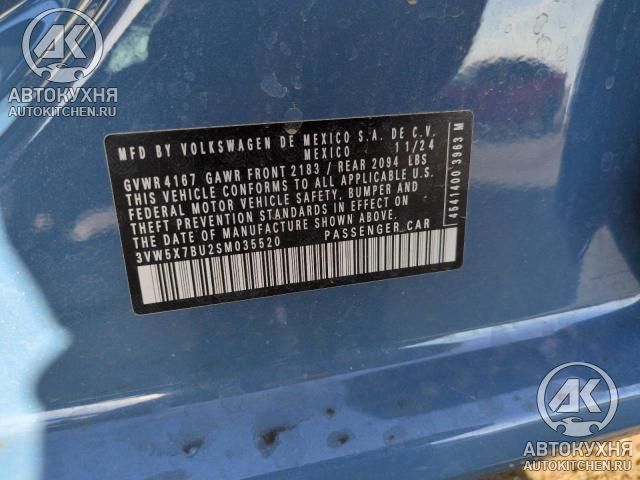 AK
АВТОКУХНЯ
AUTOKITCHEN.RU
MFD BY VOLKSWAGEN DE MEXICO S.A. DE C.V.
MEXICO 11/24
GVWR 4167 GAWR FRONT 2183 / REAR 2094 LBS
THIS VEHICLE CONFORMS TO ALL APPLICABLE U.S.
FEDERAL MOTOR VEHICLE SAFETY, BUMPER AND
THEFT PREVENTION STANDARDS IN EFFECT ON
THE DATE OF MANUFACTURE SHOWN ABOVE.
3VW5X7BU2SM035520 PASSENGER CAR
4541400 3963 M
AK
АВТОКУХНЯ
AUTOKITCHEN.RU